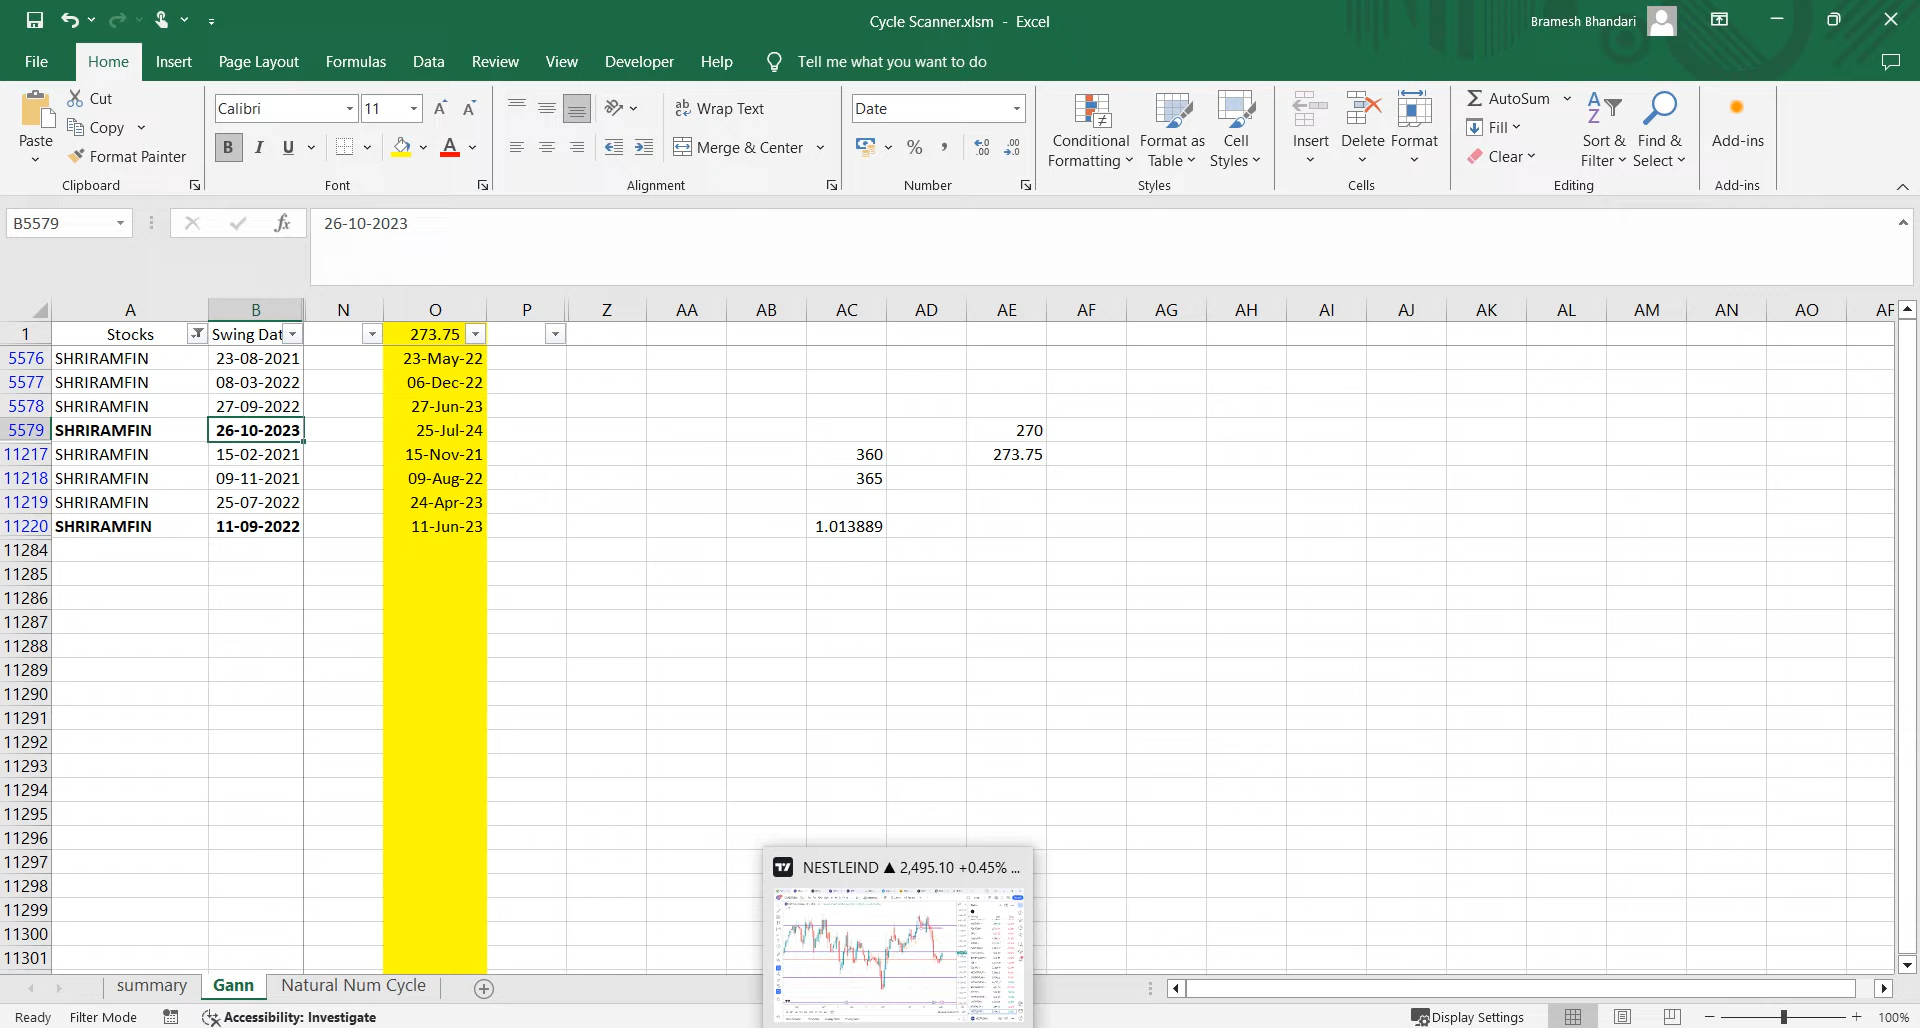 Cycle Scanner.xlsm - Excel
Bramesh Bhandari
File Home Insert Page Layout Formulas Data Review View Developer Help Tell me what you want to do
Paste
Cut
Copy
Format Painter
Clipboard
Calibri 11
B I U
Font
Wrap Text
Merge & Center
Alignment
Date
Number
Conditional Formatting
Format as Table
Cell Styles
Styles
Insert Delete Format
Cells
AutoSum
Fill
Clear
Sort & Filter
Find & Select
Editing
Add-ins
Add-ins
B5579 fx 26-10-2023
A B N O P Z AA AB AC AD AE AF AG AH AI AJ AK AL AM AN AO
1 Stocks Swing Dat 273.75
5576 SHRIRAMFIN 23-08-2021 23-May-22
5577 SHRIRAMFIN 08-03-2022 06-Dec-22
5578 SHRIRAMFIN 27-09-2022 27-Jun-23
5579 SHRIRAMFIN 26-10-2023 25-Jul-24 270
11217 SHRIRAMFIN 15-02-2021 15-Nov-21 360 273.75
11218 SHRIRAMFIN 09-11-2021 09-Aug-22 365
11219 SHRIRAMFIN 25-07-2022 24-Apr-23
11220 SHRIRAMFIN 11-09-2022 11-Jun-23 1.013889
11284
11285
11286
11287
11288
11289
11290
11291
11292
11293
11294
11295
11296
11297
11298
11299
11300
11301
NESTLEIND ▲ 2,495.10 +0.45% ...
summary Gann Natural Num Cycle
Ready Filter Mode Accessibility: Investigate Display Settings 100%